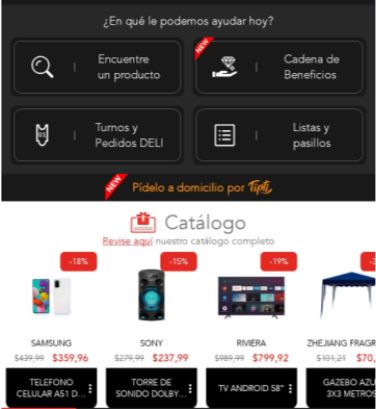 ¿En qué le podemos ayudar hoy?
Encuentre
un producto
NEW
Cadena de
Beneficios
Turnos y
Pedidos DELI
Listas y
pasillos
NEW
Pídelo a domicilio por Tipti
Catálogo
Revise aquí nuestro catálogo completo
-18%
-15%
-19%
SAMSUNG
SONY
RIVIERA
ZHEJIANG FRAGR
$439,99 $359,96
$279,99 $237,99
$989,99 $799,92
$101,21 $70,
TELEFONO
CELULAR A51 D...
TORRE DE
SONIDO DOLBY...
TV ANDROID 58"
GAZEBO AZU
3X3 METROS